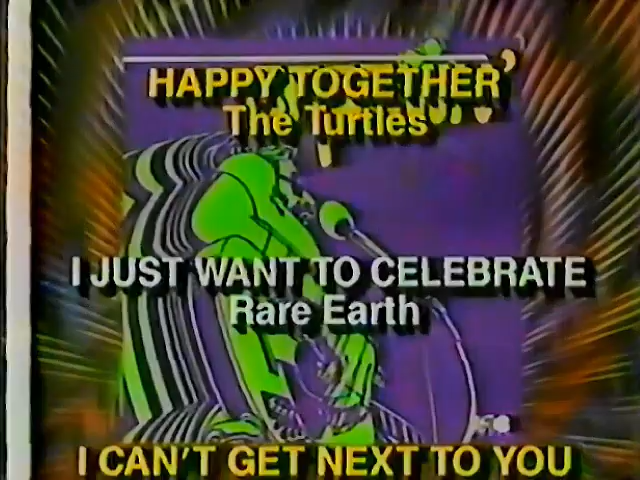 HAPPY TOGETHER
The Turtles
I JUST WANT TO CELEBRATE
Rare Earth
I CAN'T GET NEXT TO YOU